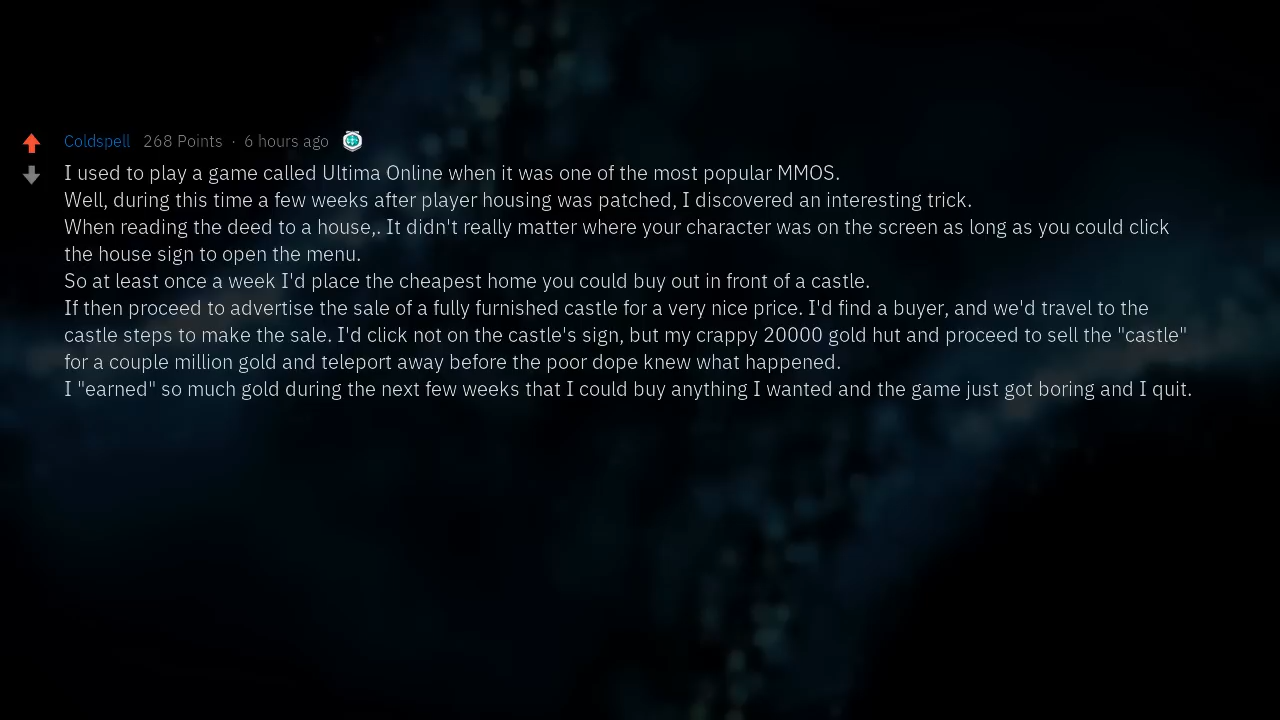 Coldspell 268 Points · 6 hours ago
I used to play a game called Ultima Online when it was one of the most popular MMOS.
Well, during this time a few weeks after player housing was patched, I discovered an interesting trick.
When reading the deed to a house,. It didn't really matter where your character was on the screen as long as you could click
the house sign to open the menu.
So at least once a week I'd place the cheapest home you could buy out in front of a castle.
If then proceed to advertise the sale of a fully furnished castle for a very nice price. I'd find a buyer, and we'd travel to the
castle steps to make the sale. I'd click not on the castle's sign, but my crappy 20000 gold hut and proceed to sell the "castle"
for a couple million gold and teleport away before the poor dope knew what happened.
I "earned" so much gold during the next few weeks that I could buy anything I wanted and the game just got boring and I quit.